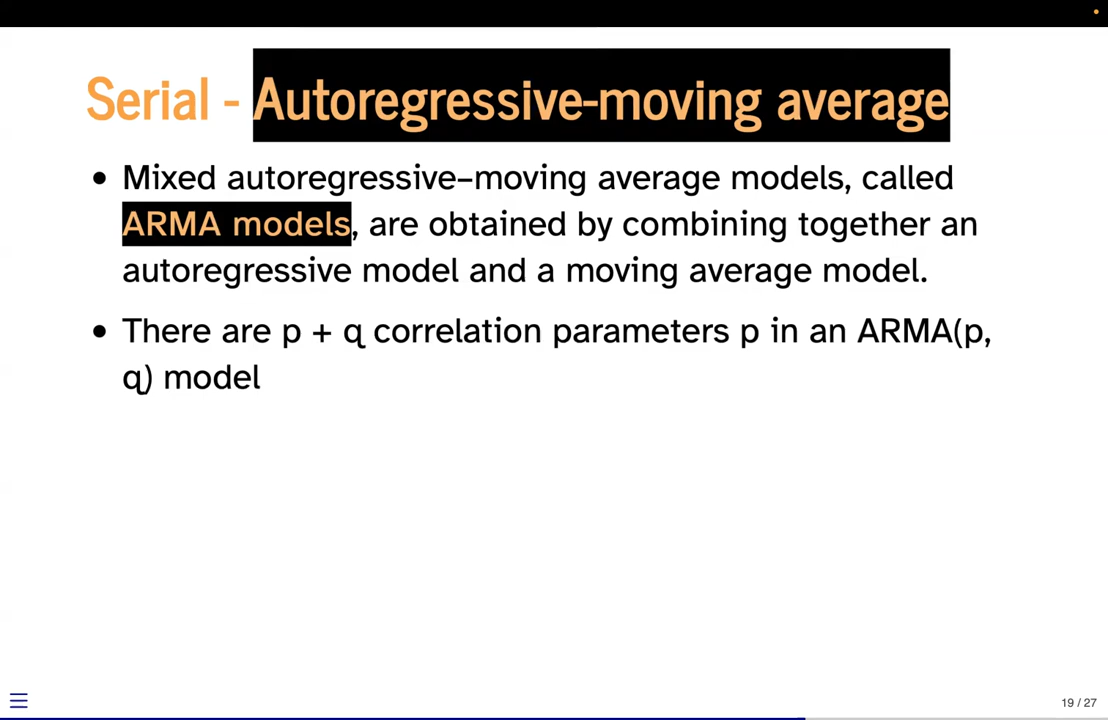 Serial - Autoregressive-moving average
• Mixed autoregressive–moving average models, called
ARMA models, are obtained by combining together an
autoregressive model and a moving average model.
• There are p + q correlation parameters p in an ARMA(p,
q) model
19 / 27